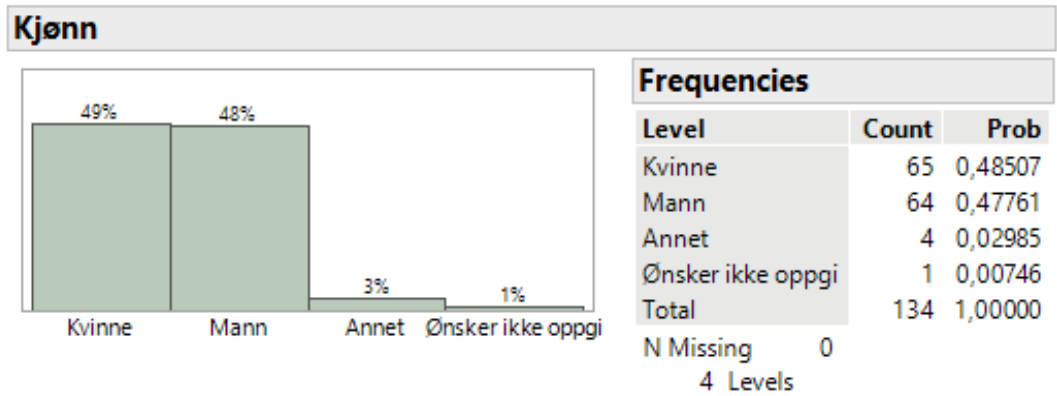 Kjønn
49%
48%
3%
1%
Kvinne Mann Annet Ønsker ikke oppgi
Frequencies
Level Count Prob
Kvinne 65 0,48507
Mann 64 0,47761
Annet 4 0,02985
Ønsker ikke oppgi 1 0,00746
Total 134 1,00000
N Missing 0
4 Levels